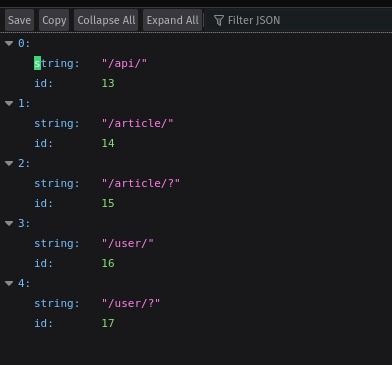 Save Copy Collapse All Expand All Filter JSON
0:
string: "/api/"
id: 13
1:
string: "/article/"
id: 14
2:
string: "/article/?"
id: 15
3:
string: "/user/"
id: 16
4:
string: "/user/?"
id: 17